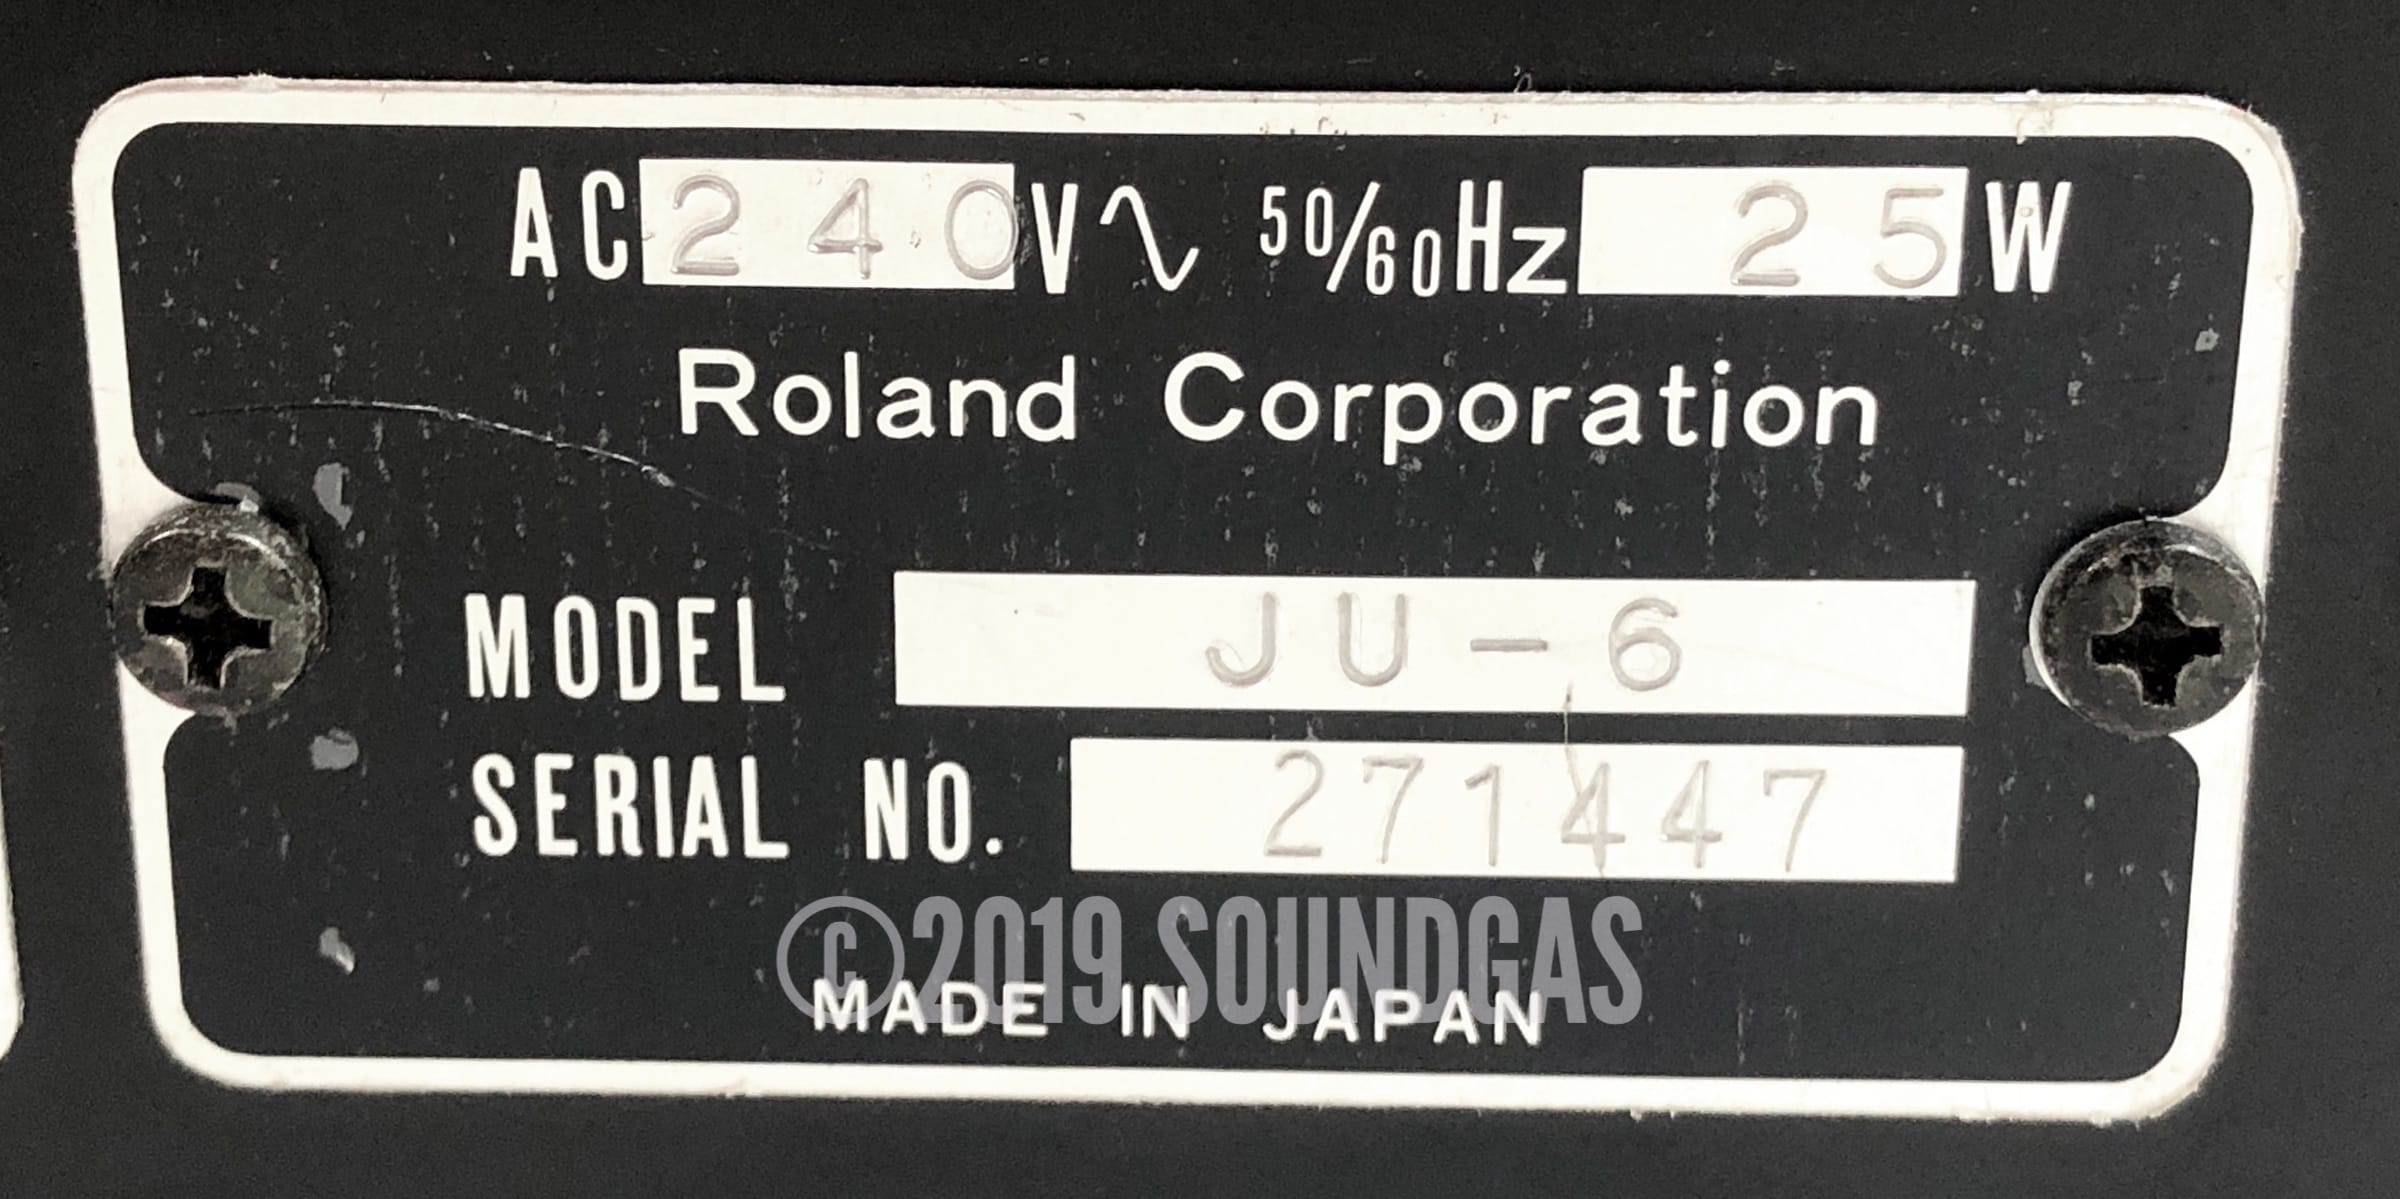 AC 240 V∿ 50/60Hz 25 W
Roland Corporation
MODEL JU-6
SERIAL NO. 271447
©2019 SOUNDGAS
MADE IN JAPAN